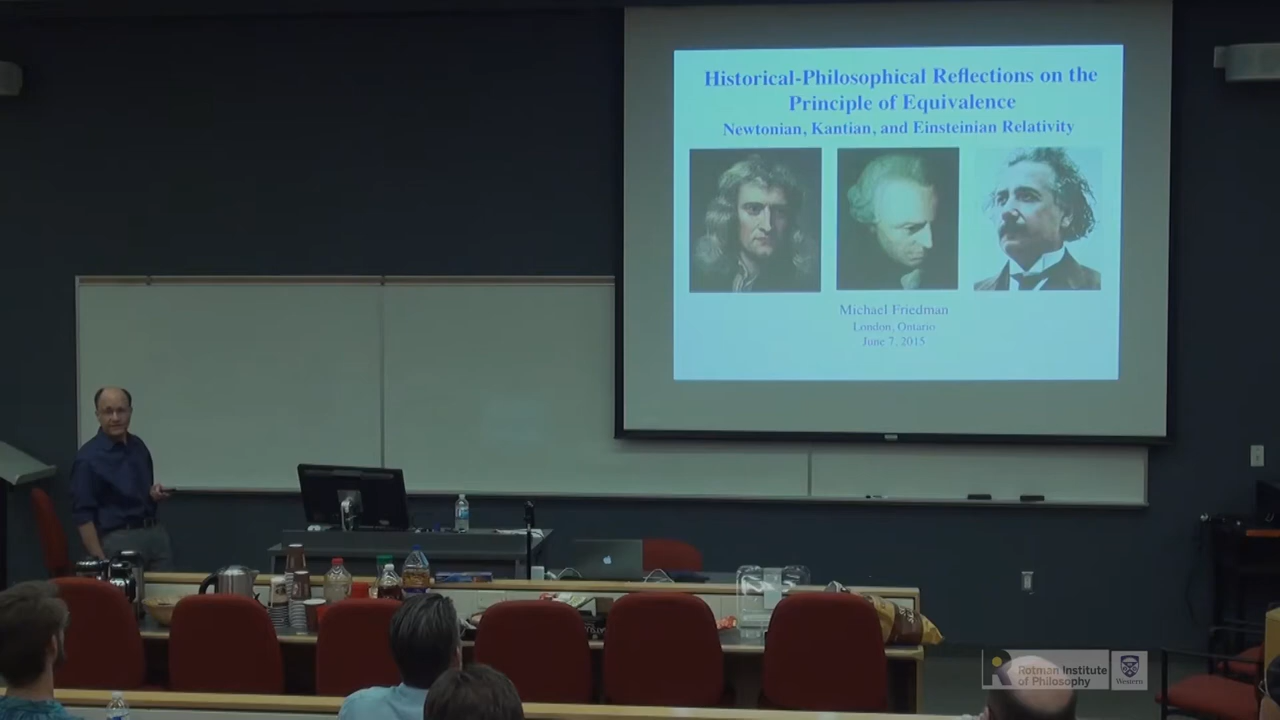 Historical-Philosophical Reflections on the
Principle of Equivalence
Newtonian, Kantian, and Einsteinian Relativity
Michael Friedman
London, Ontario
June 7, 2015
Rotman Institute
of Philosophy
Western